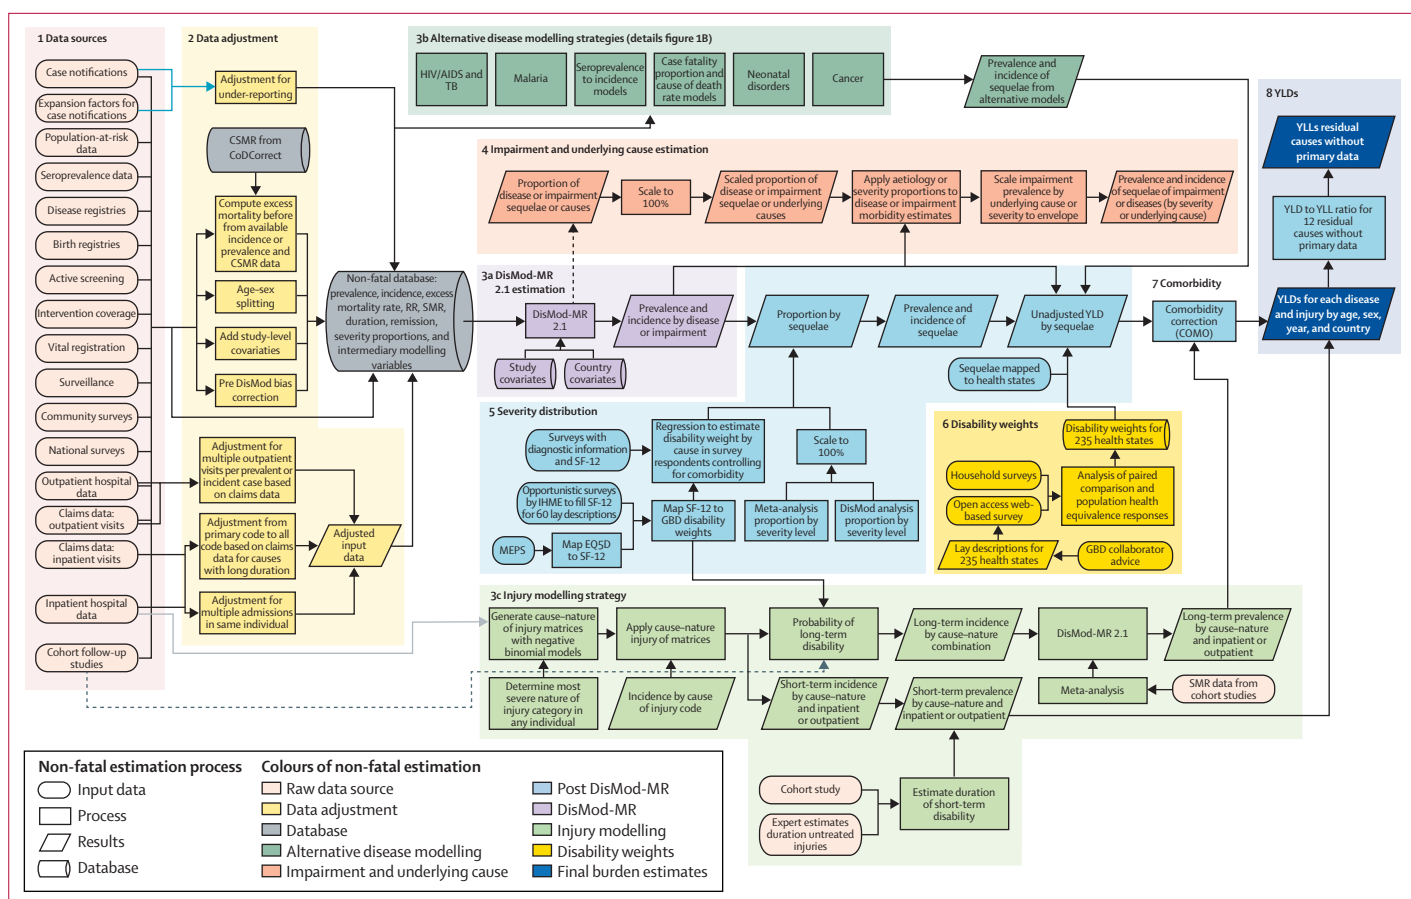 1 Data sources
Case notifications
Expansion factors for
case notifications
Population-at-risk
data
Seroprevalence data
Disease registries
Birth registries
Active screening
Intervention coverage
Vital registration
Surveillance
Community surveys
National surveys
Outpatient hospital
data
Claims data:
outpatient visits
Claims data:
inpatient visits
Inpatient hospital
data
Cohort follow-up
studies
2 Data adjustment
Adjustment for
under-reporting
CSMR from
CoDCorrect
Compute excess
mortality before
from available
incidence or
prevalence and
CSMR data
Age–sex
splitting
Add study-level
covariaties
Pre DisMod bias
correction
Adjustment for
multiple outpatient
visits per prevalent or
incident case based on
claims data
Adjustment from
primary code to all
code based on claims
data for causes
with long duration
Adjustment for
multiple admissions
in same individual
Adjusted
input
data
Non-fatal database:
prevalence, incidence, excess
mortality rate, RR, SMR,
duration, remission,
severity proportions, and
intermediary modelling
variables
3b Alternative disease modelling strategies (details figure 1B)
HIV/AIDS and
TB
Malaria
Seroprevalence
to incidence
models
Case fatality
proportion and
cause of death
rate models
Neonatal
disorders
Cancer
Prevalence and
incidence of
sequelae from
alternative models
4 Impairment and underlying cause estimation
Proportion of
disease or impairment
sequelae or causes
Scale to
100%
Scaled proportion of
disease or impairment
sequelae or underlying
causes
Apply aetiology or
severity proportions to
disease or impairment
morbidity estimates
Scale impairment
prevalence by
underlying cause or
severity to envelope
Prevalence and incidence
of sequelae of impairment
or diseases (by severity
or underlying cause)
3a DisMod-MR
2.1 estimation
DisMod-MR
2.1
Study
covariates
Country
covariates
Prevalence and
incidence by disease
or impairment
Proportion by
sequelae
Prevalence and
incidence of
sequelae
Unadjusted YLD
by sequelae
Sequelae mapped
to health states
7 Comorbidity
Comorbidity
correction
(COMO)
8 YLDs
YLLs residual
causes without
primary data
YLD to YLL ratio for
12 residual
causes without
primary data
YLDs for each disease
and injury by age, sex,
year, and country
5 Severity distribution
Surveys with
diagnostic information
and SF-12
Regression to estimate
disability weight by
cause in survey
respondents controlling
for comorbidity
Scale to
100%
Opportunistic surveys
by IHME to fill SF-12
for 60 lay descriptions
Map SF-12 to
GBD disability
weights
Meta-analysis
proportion by
severity level
DisMod analysis
proportion by
severity level
MEPS
Map EQ5D
to SF-12
6 Disability weights
Disability weights for
235 health states
Household surveys
Open access web-
based survey
Analysis of paired
comparison and
population health
equivalence responses
Lay descriptions for
235 health states
GBD collaborator
advice
3c Injury modelling strategy
Generate cause–nature
of injury matrices
with negative
binomial models
Apply cause–nature
injury of matrices
Probability of
long-term
disability
Long-term incidence
by cause–nature
combination
DisMod-MR 2.1
Long-term prevalence
by cause–nature
and inpatient or
outpatient
Determine most
severe nature of
injury category in
any individual
Incidence by cause
of injury code
Short-term incidence
by cause–nature
and inpatient
or outpatient
Short-term prevalence
by cause–nature and
inpatient or outpatient
Meta-analysis
SMR data from
cohort studies
Cohort study
Expert estimates
duration untreated
injuries
Estimate duration
of short-term
disability
Non-fatal estimation process
Input data
Process
Results
Database
Colours of non-fatal estimation
Raw data source
Data adjustment
Database
Alternative disease modelling
Impairment and underlying cause
Post DisMod-MR
DisMod-MR
Injury modelling
Disability weights
Final burden estimates